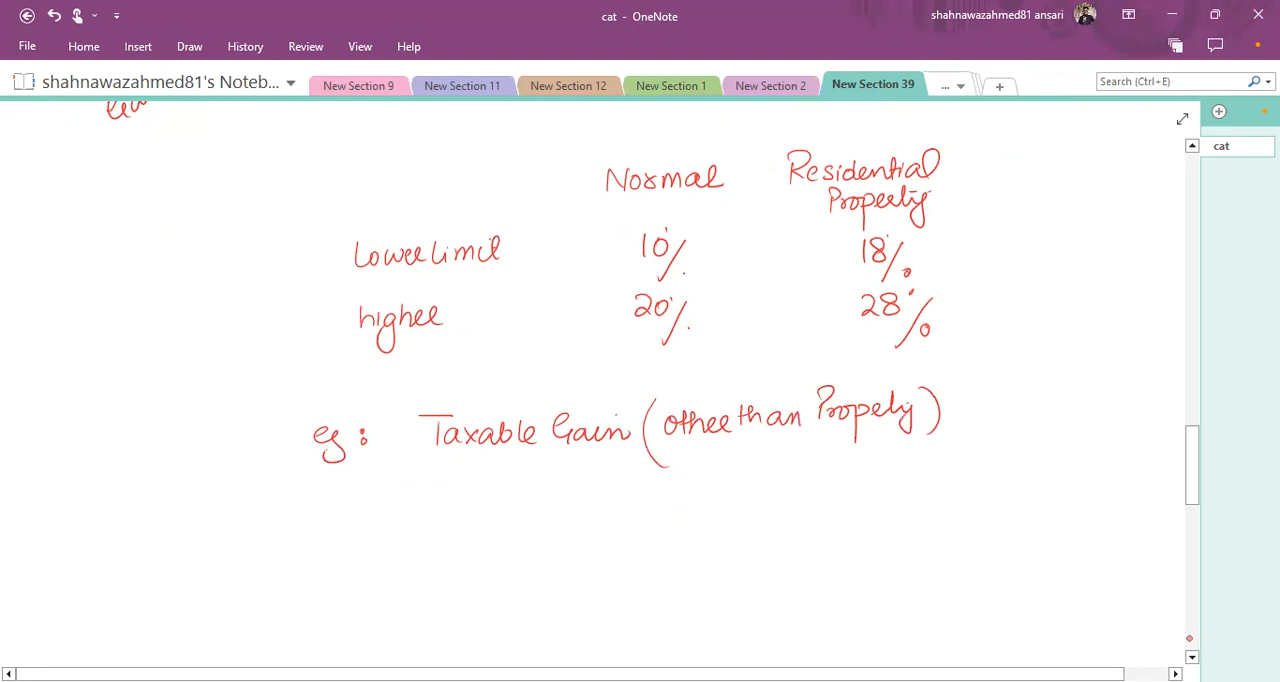 cat - OneNote
shahnawazahmed81 ansari
File Home Insert Draw History Review View Help
shahnawazahmed81's Noteb...
New Section 9 New Section 11 New Section 12 New Section 1 New Section 2 New Section 39 ...
Search (Ctrl+E)
cat
Normal Residential
Property
Lower limit 10% 18%
higher 20% 28%
eg: Taxable Gain (Other than Property)